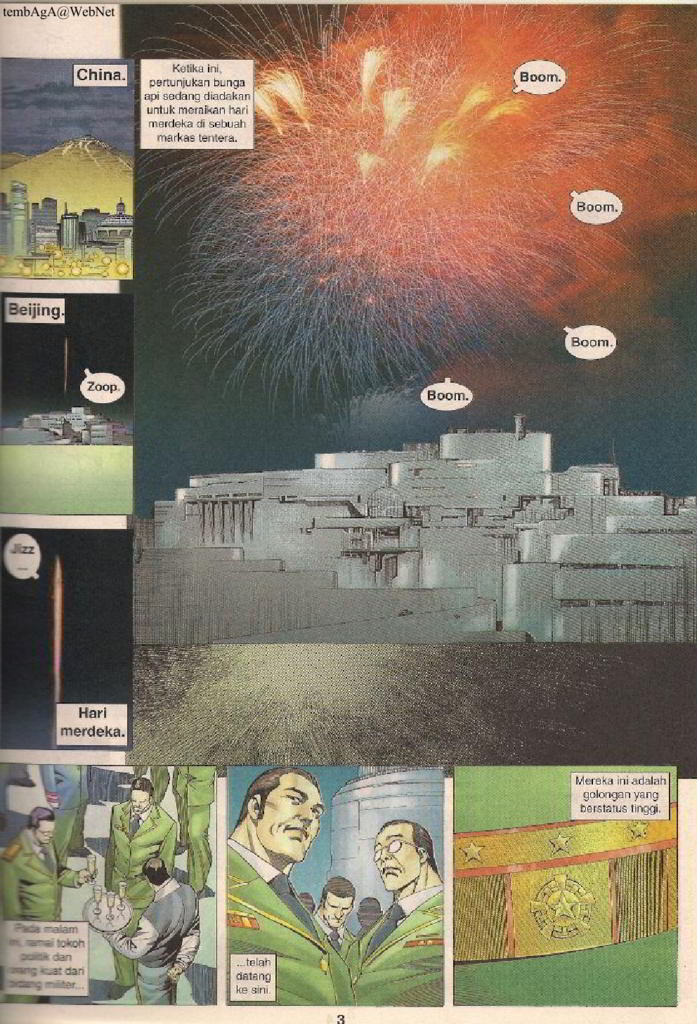 tembAgA@WebNet
China.
Ketika ini,
pertunjukan bunga
api sedang diadakan
untuk meraikan hari
merdeka di sebuah
markas tentera.
Boom.
Boom.
Boom.
Boom.
Beijing.
Zoop.
Jizz
...
Hari
merdeka.
Pada malam
ini, ramai tokoh
politik dan
orang kuat dari
bidang militer...
...telah
datang
ke sini.
Mereka ini adalah
golongan yang
berstatus tinggi.
3